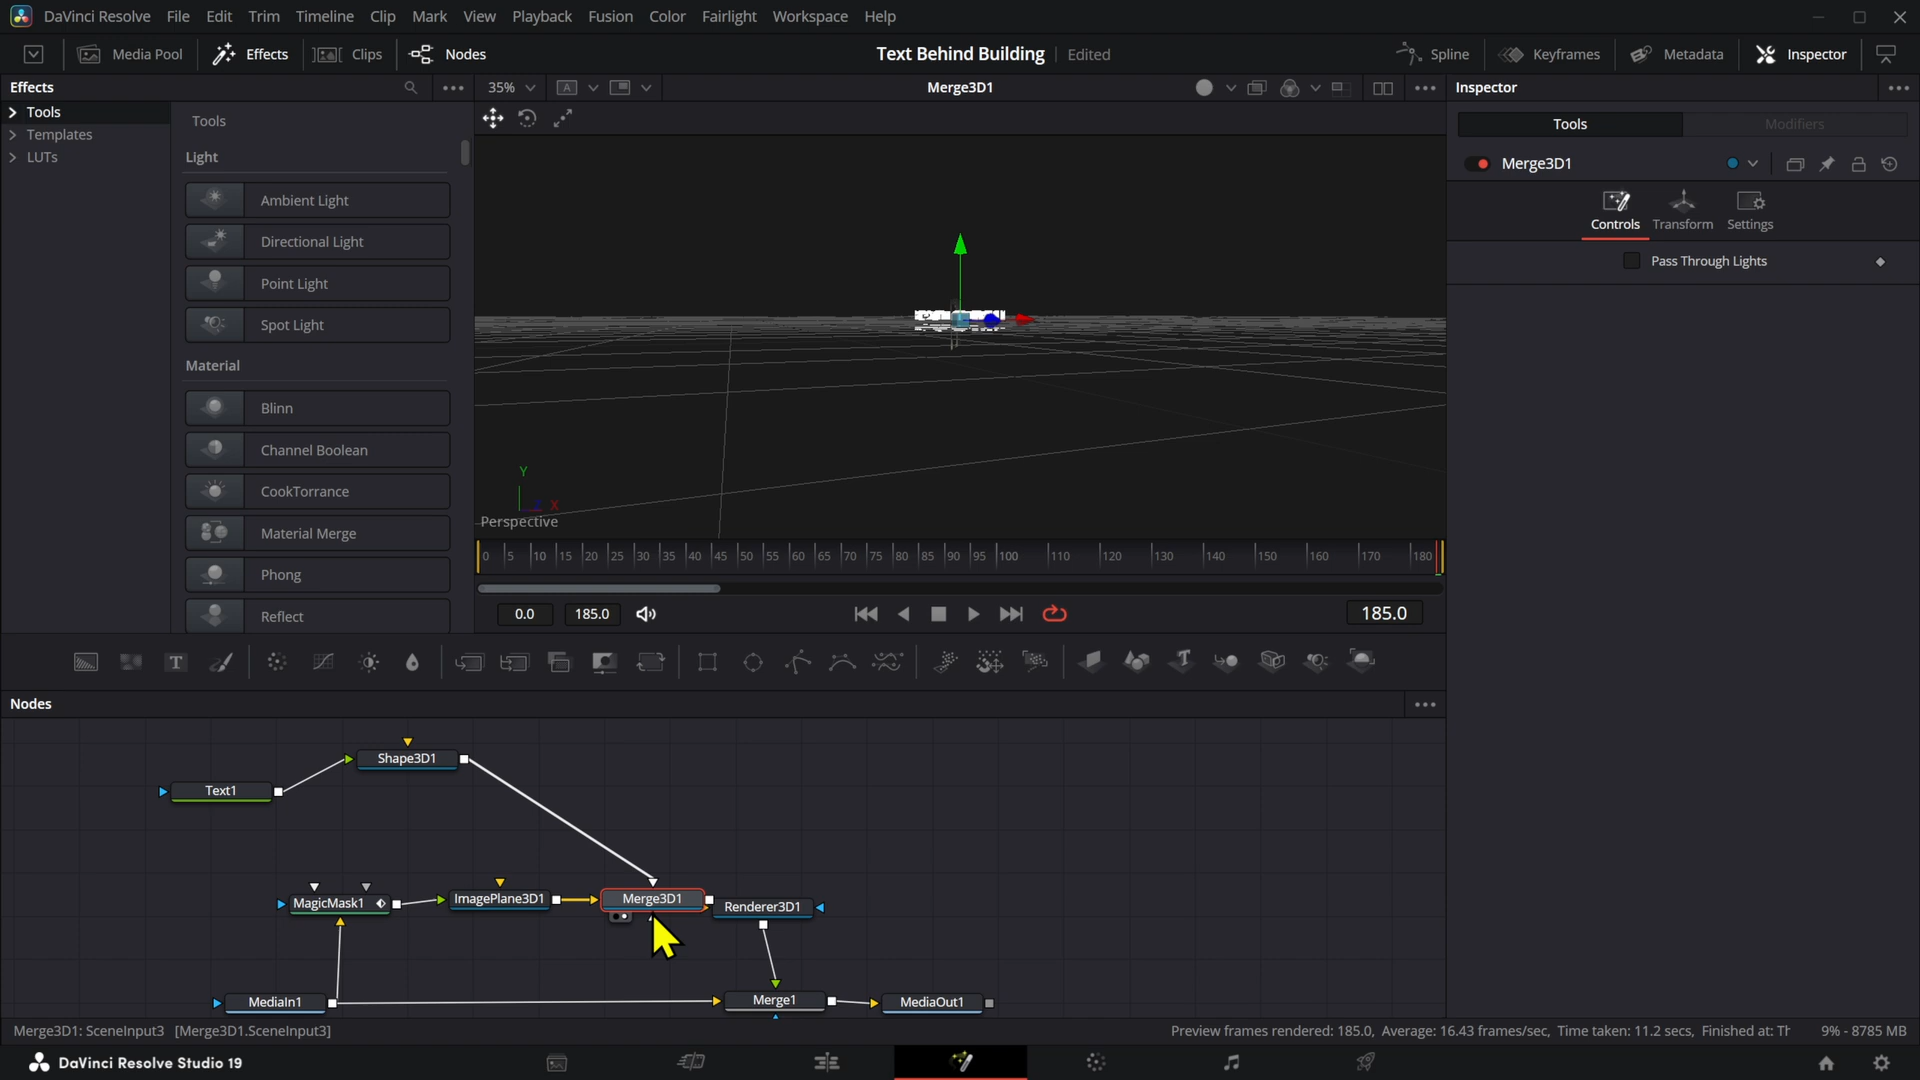 DaVinci Resolve File Edit Trim Timeline Clip Mark View Playback Fusion Color Fairlight Workspace Help
Media Pool Effects Clips Nodes Text Behind Building Edited Spline Keyframes Metadata Inspector
Effects 35% A Merge3D1 Inspector
Tools
Templates
LUTs
Tools
Light
Ambient Light
Directional Light
Point Light
Spot Light
Material
Blinn
Channel Boolean
CookTorrance
Material Merge
Phong
Reflect
Y
X
Perspective
0 5 10 15 20 25 30 35 40 45 50 55 60 65 70 75 80 85 90 95 100 110 120 130 140 150 160 170 180
0.0 185.0 185.0
Tools Modifiers
Merge3D1
Controls Transform Settings
Pass Through Lights
T T
Nodes
Shape3D1
Text1
MagicMask1 ImagePlane3D1 Merge3D1 Renderer3D1
MediaIn1 Merge1 MediaOut1
Merge3D1: SceneInput3 [Merge3D1.SceneInput3] Preview frames rendered: 185.0, Average: 16.43 frames/sec, Time taken: 11.2 secs, Finished at: Th 9% - 8785 MB
DaVinci Resolve Studio 19